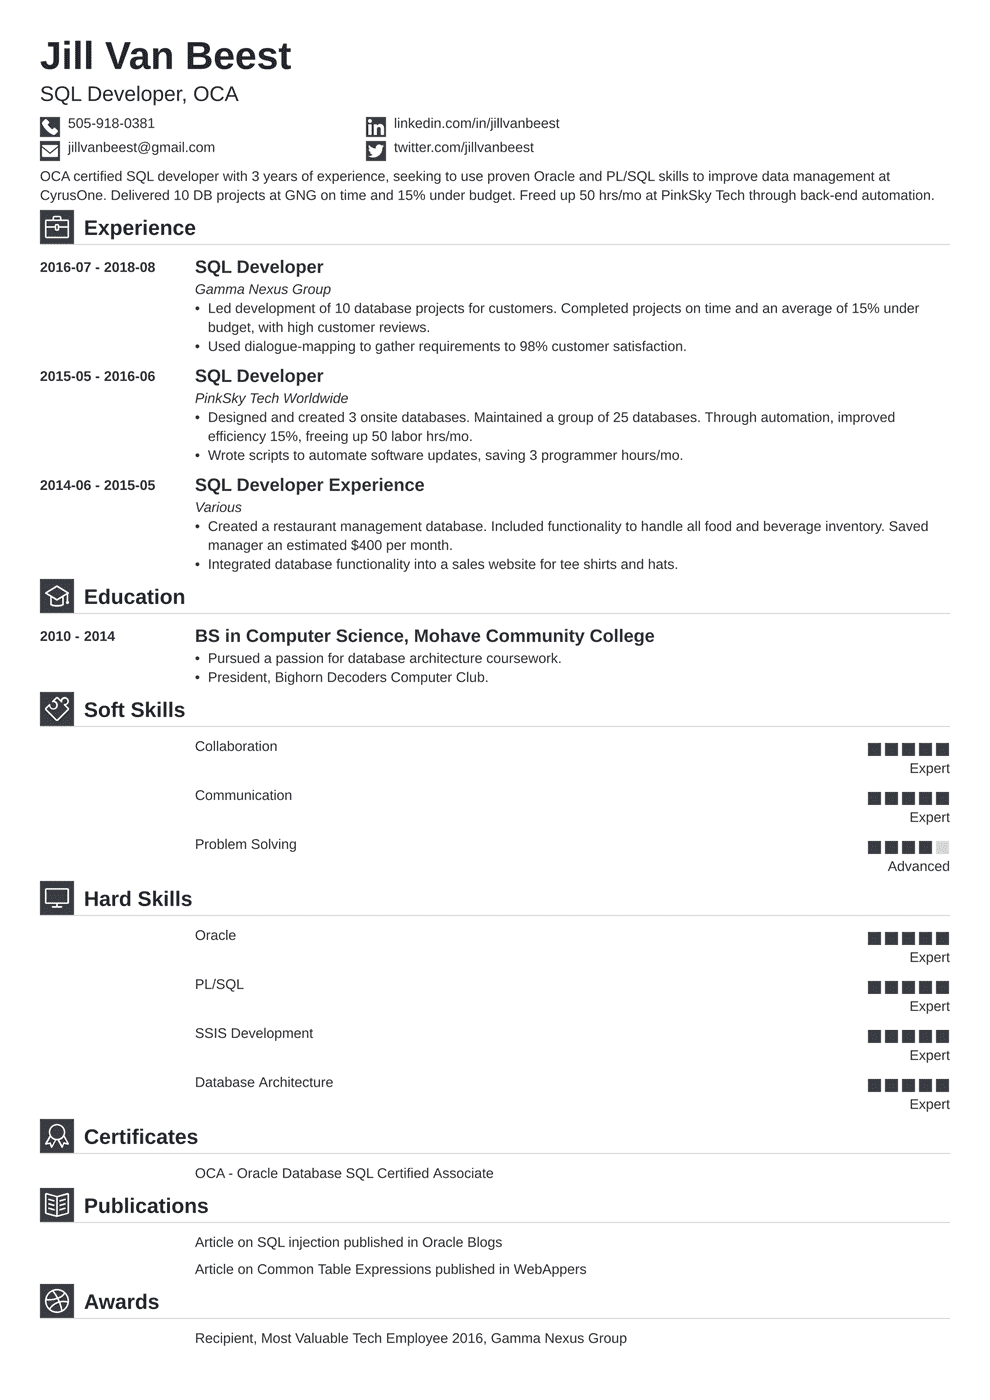 Jill Van Beest
SQL Developer, OCA
505-918-0381
linkedin.com/in/jillvanbeest
jillvanbeest@gmail.com
twitter.com/jillvanbeest
OCA certified SQL developer with 3 years of experience, seeking to use proven Oracle and PL/SQL skills to improve data management at
CyrusOne. Delivered 10 DB projects at GNG on time and 15% under budget. Freed up 50 hrs/mo at PinkSky Tech through back-end automation.
Experience
2016-07 - 2018-08
SQL Developer
Gamma Nexus Group
• Led development of 10 database projects for customers. Completed projects on time and an average of 15% under
budget, with high customer reviews.
• Used dialogue-mapping to gather requirements to 98% customer satisfaction.
2015-05 - 2016-06
SQL Developer
PinkSky Tech Worldwide
• Designed and created 3 onsite databases. Maintained a group of 25 databases. Through automation, improved
efficiency 15%, freeing up 50 labor hrs/mo.
• Wrote scripts to automate software updates, saving 3 programmer hours/mo.
2014-06 - 2015-05
SQL Developer Experience
Various
• Created a restaurant management database. Included functionality to handle all food and beverage inventory. Saved
manager an estimated $400 per month.
• Integrated database functionality into a sales website for tee shirts and hats.
Education
2010 - 2014
BS in Computer Science, Mohave Community College
• Pursued a passion for database architecture coursework.
• President, Bighorn Decoders Computer Club.
Soft Skills
Collaboration
Expert
Communication
Expert
Problem Solving
Advanced
Hard Skills
Oracle
Expert
PL/SQL
Expert
SSIS Development
Expert
Database Architecture
Expert
Certificates
OCA - Oracle Database SQL Certified Associate
Publications
Article on SQL injection published in Oracle Blogs
Article on Common Table Expressions published in WebAppers
Awards
Recipient, Most Valuable Tech Employee 2016, Gamma Nexus Group